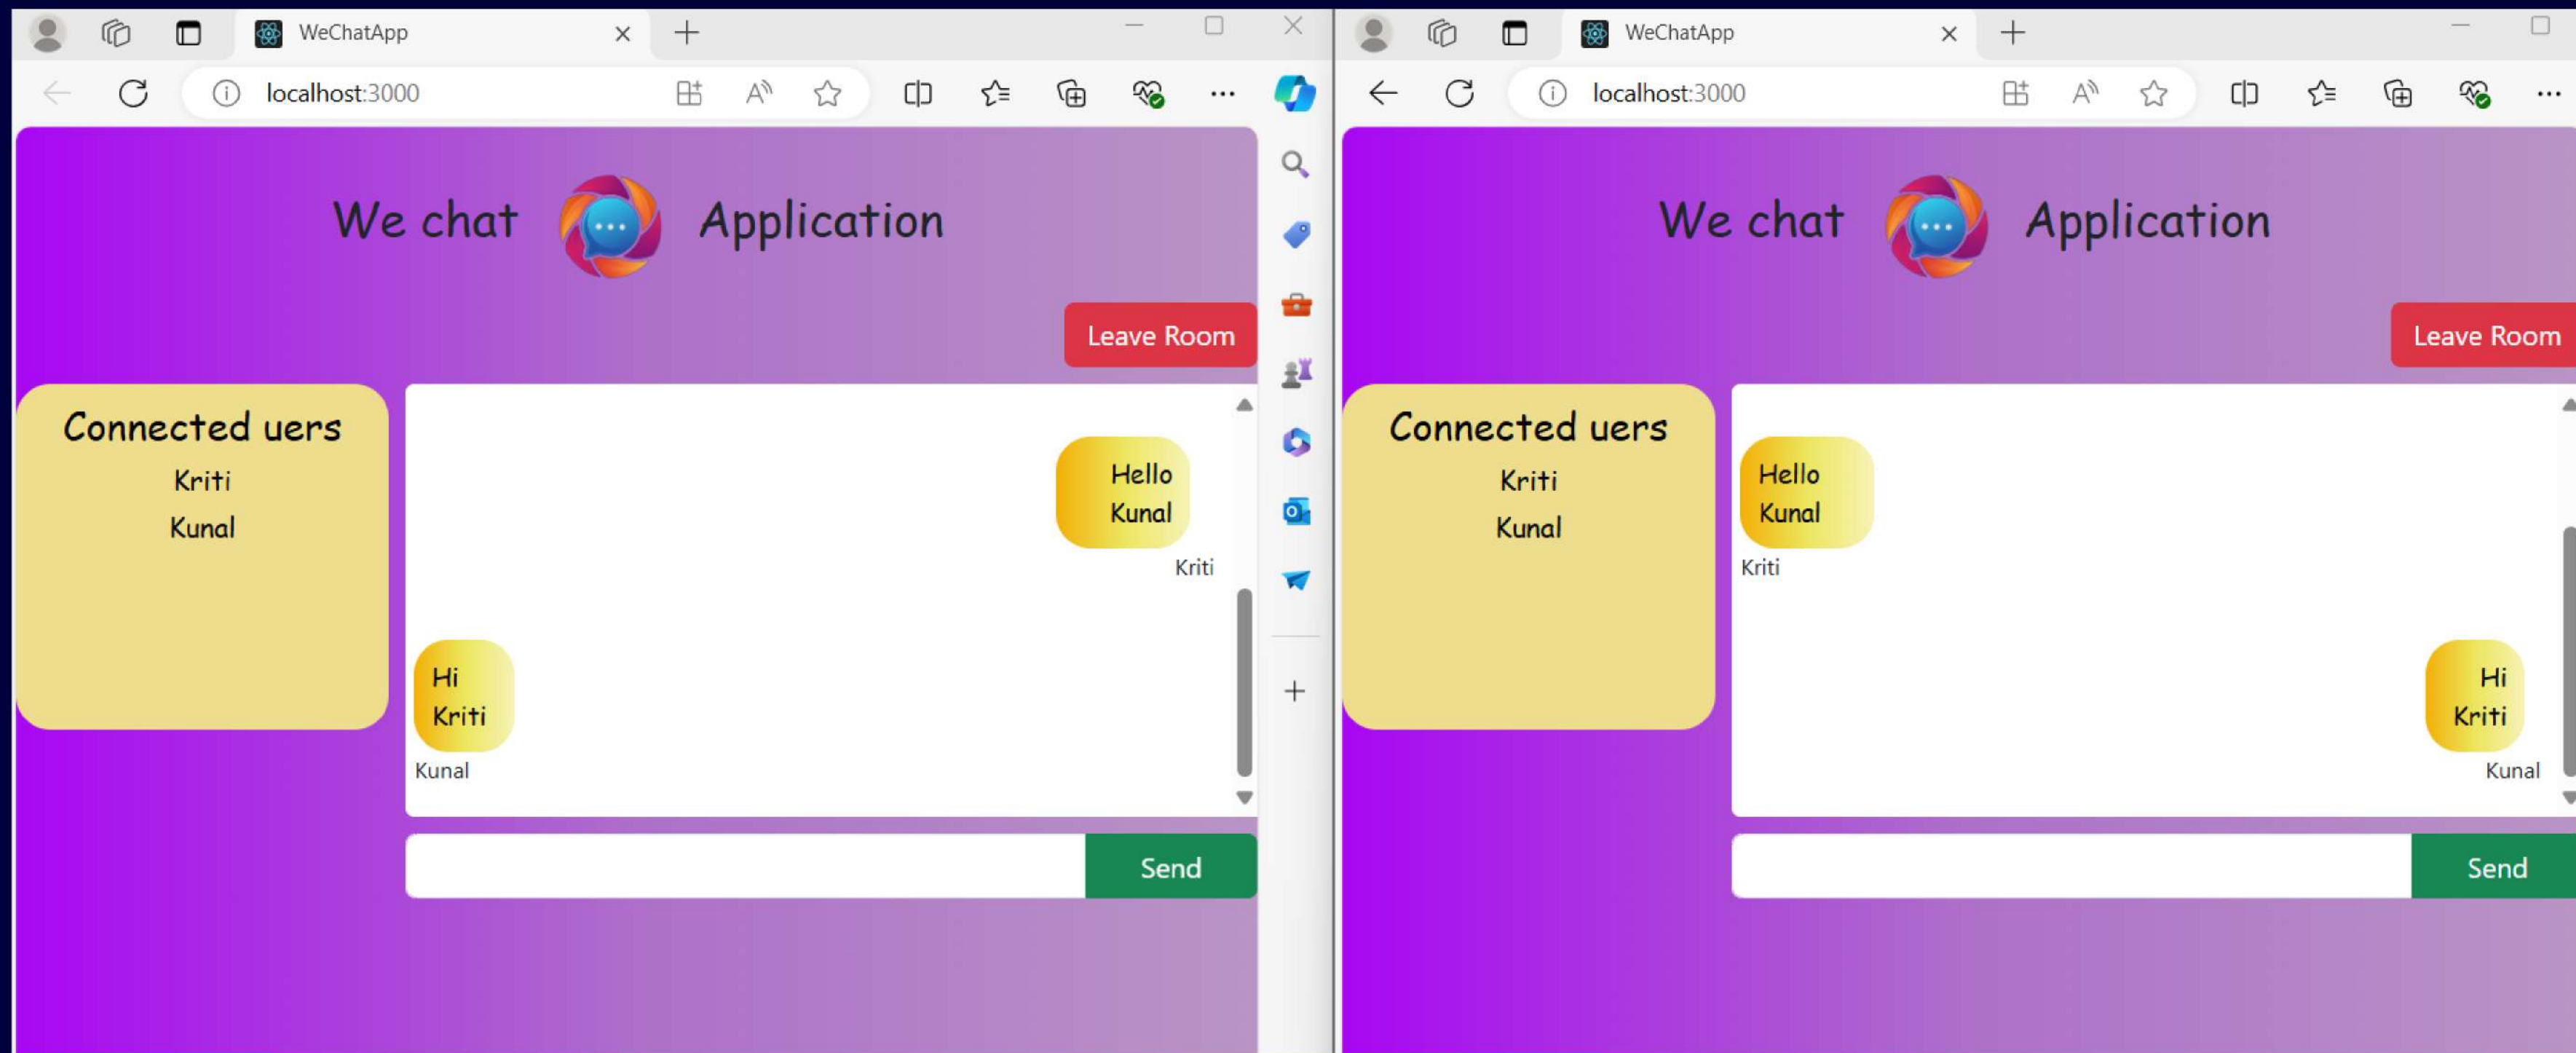 WeChatApp
localhost:3000
We chat Application
Leave Room
Connected uers
Kriti
Kunal
Hello
Kunal
Kriti
Hi
Kriti
Kunal
Send
WeChatApp
localhost:3000
We chat Application
Leave Room
Connected uers
Kriti
Kunal
Hello
Kunal
Kriti
Hi
Kriti
Kunal
Send